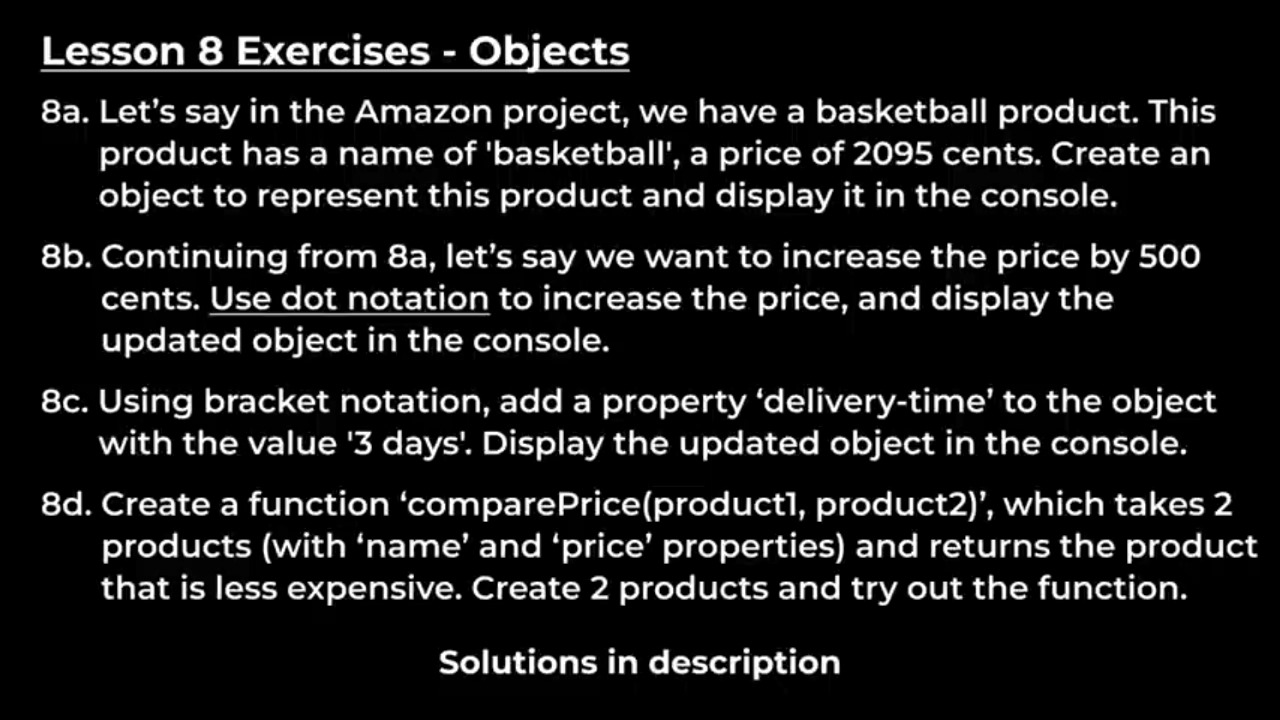 Lesson 8 Exercises - Objects
8a. Let’s say in the Amazon project, we have a basketball product. This
product has a name of 'basketball', a price of 2095 cents. Create an
object to represent this product and display it in the console.
8b. Continuing from 8a, let’s say we want to increase the price by 500
cents. Use dot notation to increase the price, and display the
updated object in the console.
8c. Using bracket notation, add a property ‘delivery-time’ to the object
with the value '3 days'. Display the updated object in the console.
8d. Create a function ‘comparePrice(product1, product2)’, which takes 2
products (with ‘name’ and ‘price’ properties) and returns the product
that is less expensive. Create 2 products and try out the function.
Solutions in description